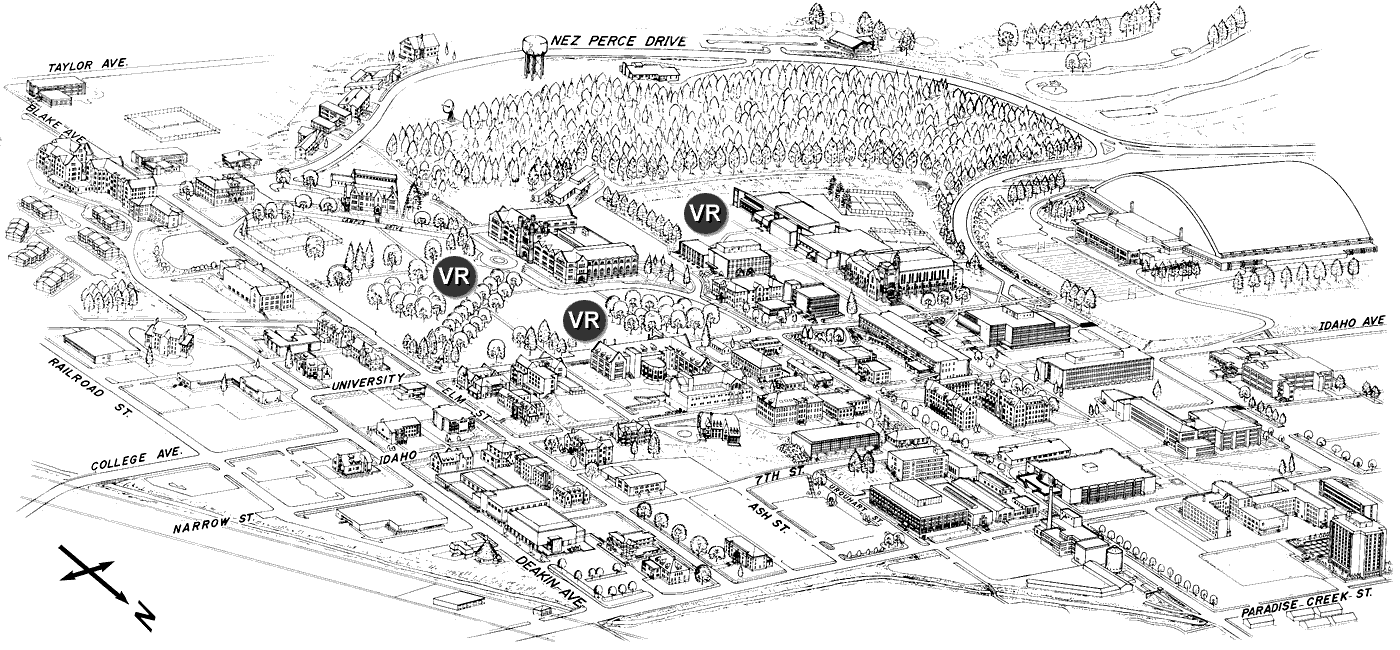 NEZ PERCE DRIVE
TAYLOR AVE.
BLAKE AVE
VR
VR
VR
IDAHO AVE
RAILROAD ST.
UNIVERSITY
ELM ST.
COLLEGE AVE.
IDAHO
7TH ST.
ASH ST.
NARROW ST.
DEAKIN AVE
PARADISE CREEK ST.
N